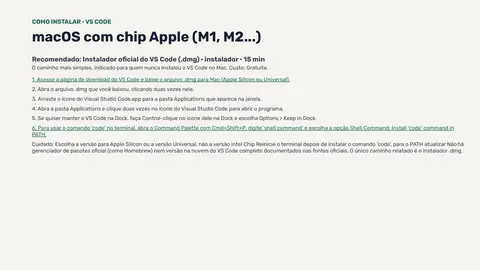 COMO INSTALAR · VS CODE
macOS com chip Apple (M1, M2...)
Recomendado: Instalador oficial do VS Code (.dmg) • instalador • 15 min
O caminho mais simples, indicado para quem nunca instalou o VS Code no Mac. Custo: Gratuita.
1. Acesse a página de download do VS Code e baixe o arquivo .dmg para Mac (Apple Silicon ou Universal).
2. Abra o arquivo .dmg que você baixou, clicando duas vezes nele.
3. Arraste o ícone do Visual Studio Code.app para a pasta Applications que aparece na janela.
4. Abra a pasta Applications e clique duas vezes no ícone do Visual Studio Code para abrir o programa.
5. Se quiser manter o VS Code na Dock, faça Control-clique no ícone dele na Dock e escolha Options > Keep in Dock.
6. Para usar o comando 'code' no terminal, abra o Command Palette com Cmd+Shift+P, digite 'shell command' e escolha a opção Shell Command: Install 'code' command in
PATH.
Cuidado: Escolha a versão para Apple Silicon ou a versão Universal, não a versão Intel Chip Reinicie o terminal depois de instalar o comando 'code', para o PATH atualizar Não há
gerenciador de pacotes oficial (como Homebrew) nem versão na nuvem do VS Code completo documentados nas fontes oficiais. O único caminho relatado é o instalador .dmg.